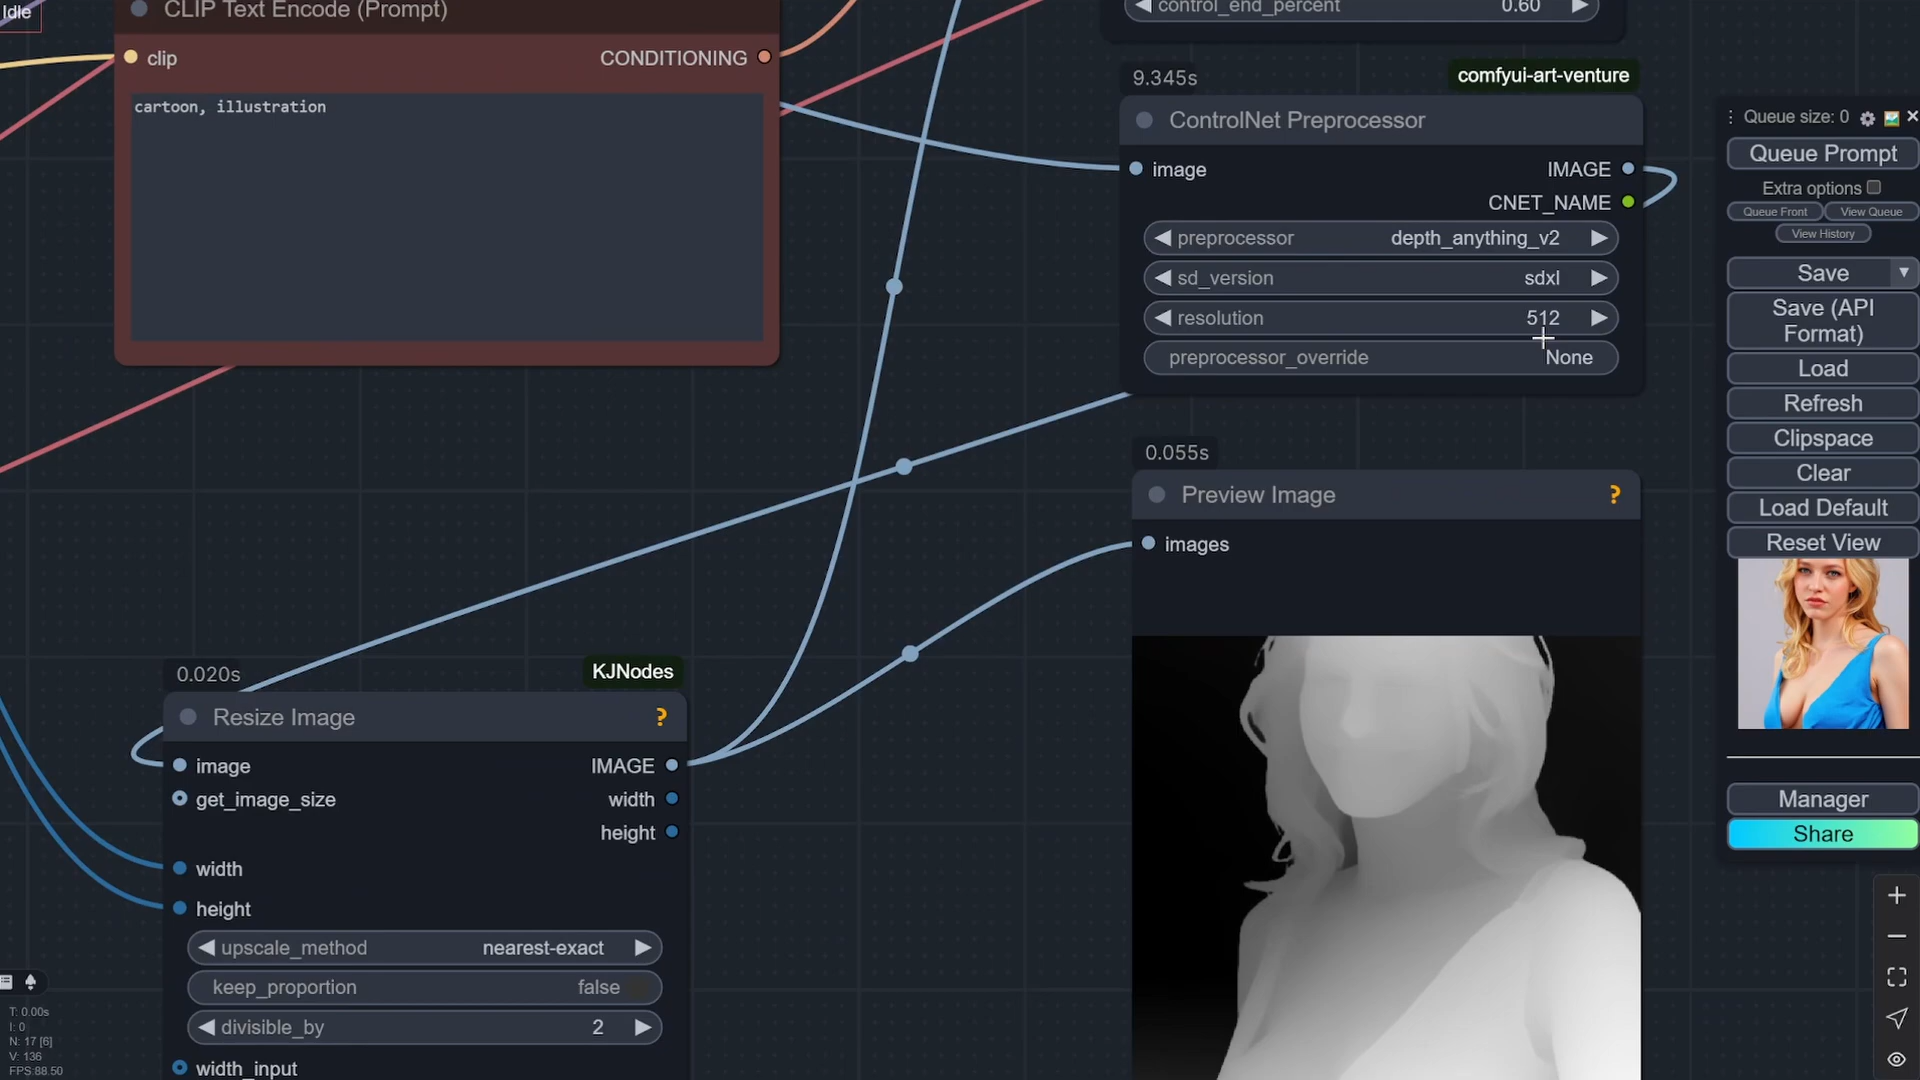 Idle
CLIP Text Encode (Prompt)
clip
CONDITIONING
cartoon, illustration
control_end_percent 0.60
9.345s
comfyui-art-venture
ControlNet Preprocessor
image
IMAGE
CNET_NAME
preprocessor depth_anything_v2
sd_version sdxl
resolution 512
preprocessor_override None
0.055s
Preview Image ?
images
0.020s
KJNodes
Resize Image ?
image
IMAGE
get_image_size
width
height
width
height
upscale_method nearest-exact
keep_proportion false
divisible_by 2
width_input
T: 0.00s
I: 0
N: 17 [6]
V: 136
FPS:88.50
Queue size: 0
Queue Prompt
Extra options
Queue Front
View Queue
View History
Save
Save (API
Format)
Load
Refresh
Clipspace
Clear
Load Default
Reset View
Manager
Share